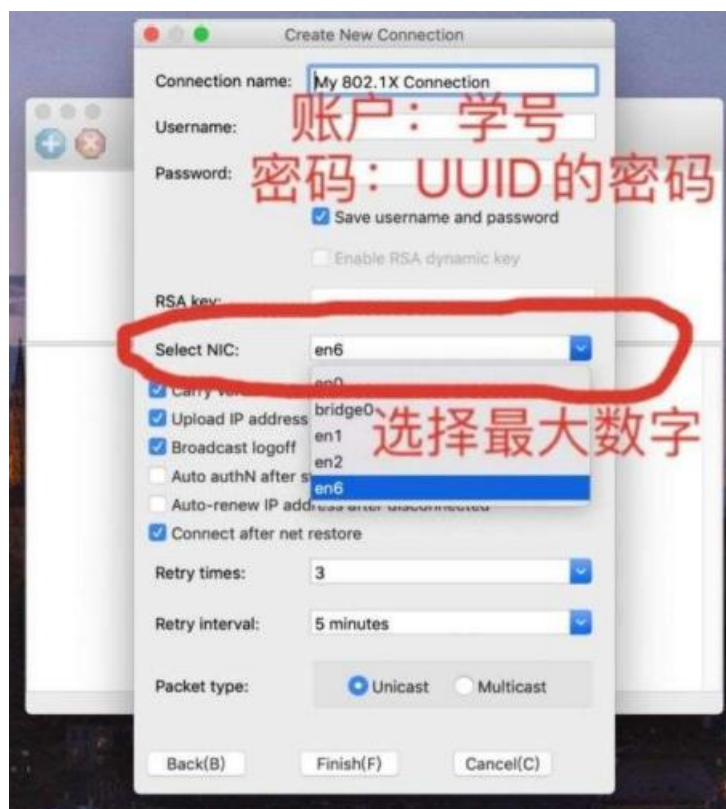 Create New Connection
Connection name: My 802.1X Connection
Username:
账户：学号
Password:
密码：UUID的密码
Save username and password
Enable RSA dynamic key
RSA key:
Select NIC: en6
en0
Carry
bridge0
Upload IP address
选择最大数字
en1
Broadcast logoff
en2
Auto authN after s
en6
Auto-renew IP address after disconnected
Connect after net restore
Retry times: 3
Retry interval: 5 minutes
Packet type: Unicast Multicast
Back(B) Finish(F) Cancel(C)